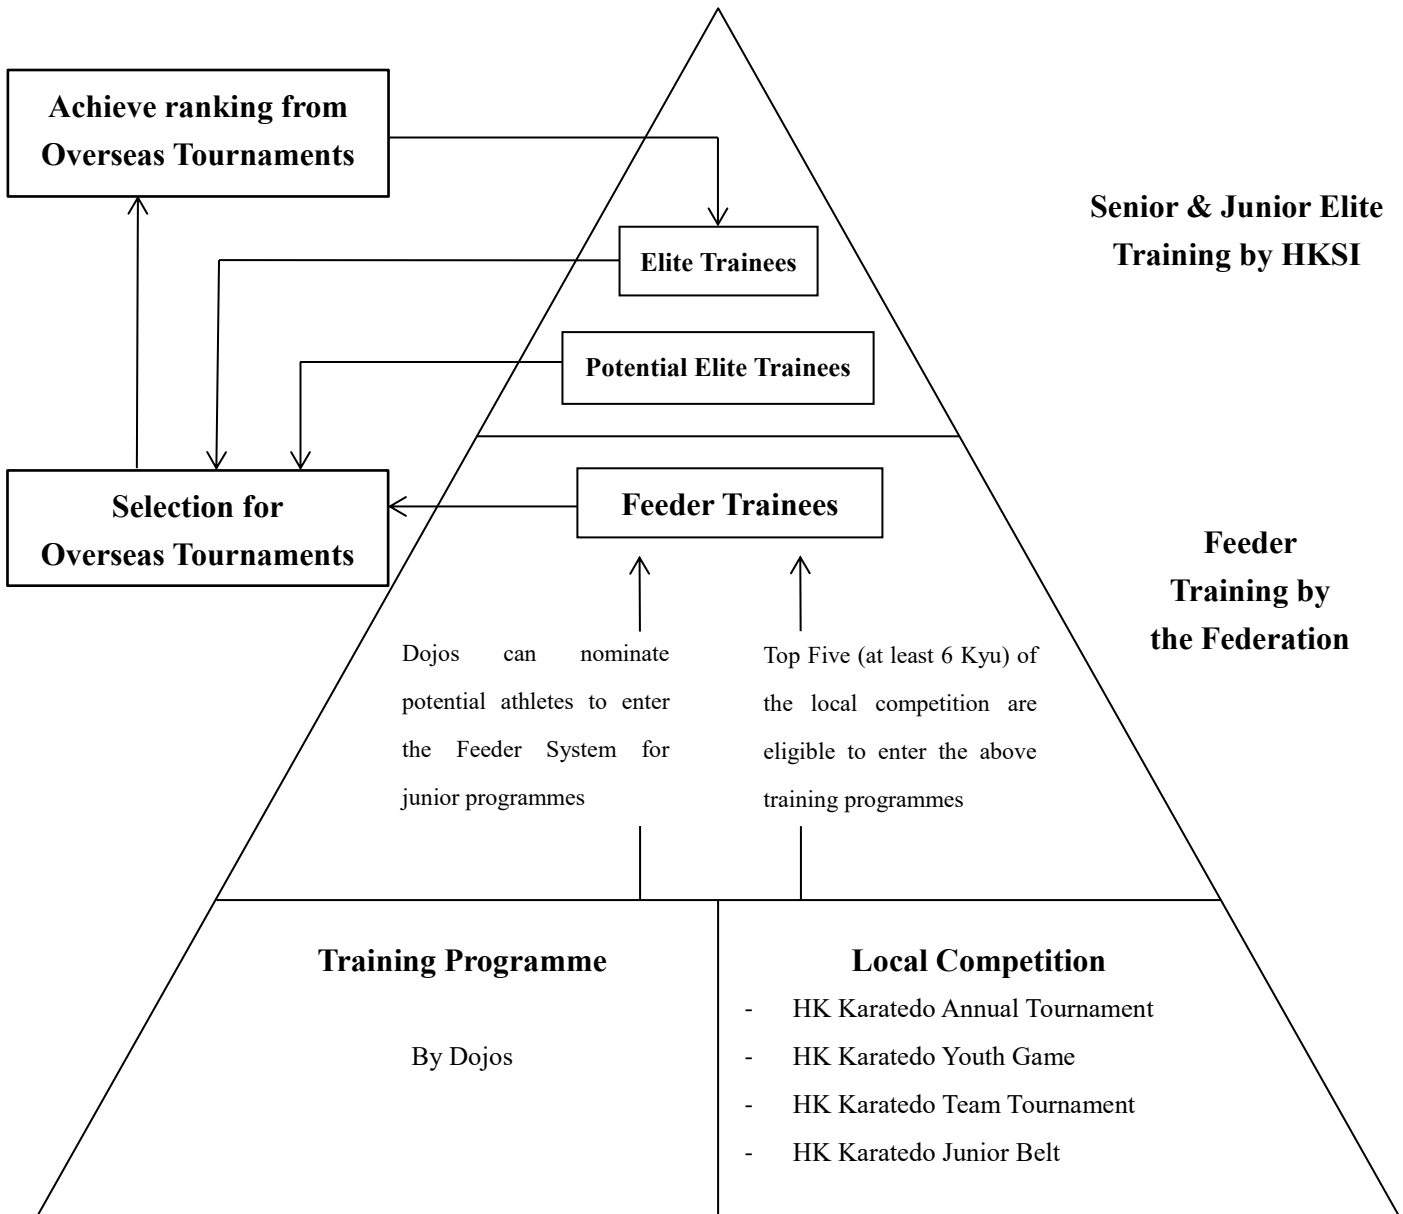 Achieve ranking from
Overseas Tournaments
Senior & Junior Elite
Training by HKSI
Elite Trainees
Potential Elite Trainees
Selection for
Overseas Tournaments
Feeder Trainees
Feeder
Training by
the Federation
Dojos can nominate
potential athletes to enter
the Feeder System for
junior programmes
Top Five (at least 6 Kyu) of
the local competition are
eligible to enter the above
training programmes
Training Programme
By Dojos
Local Competition
- HK Karatedo Annual Tournament
- HK Karatedo Youth Game
- HK Karatedo Team Tournament
- HK Karatedo Junior Belt